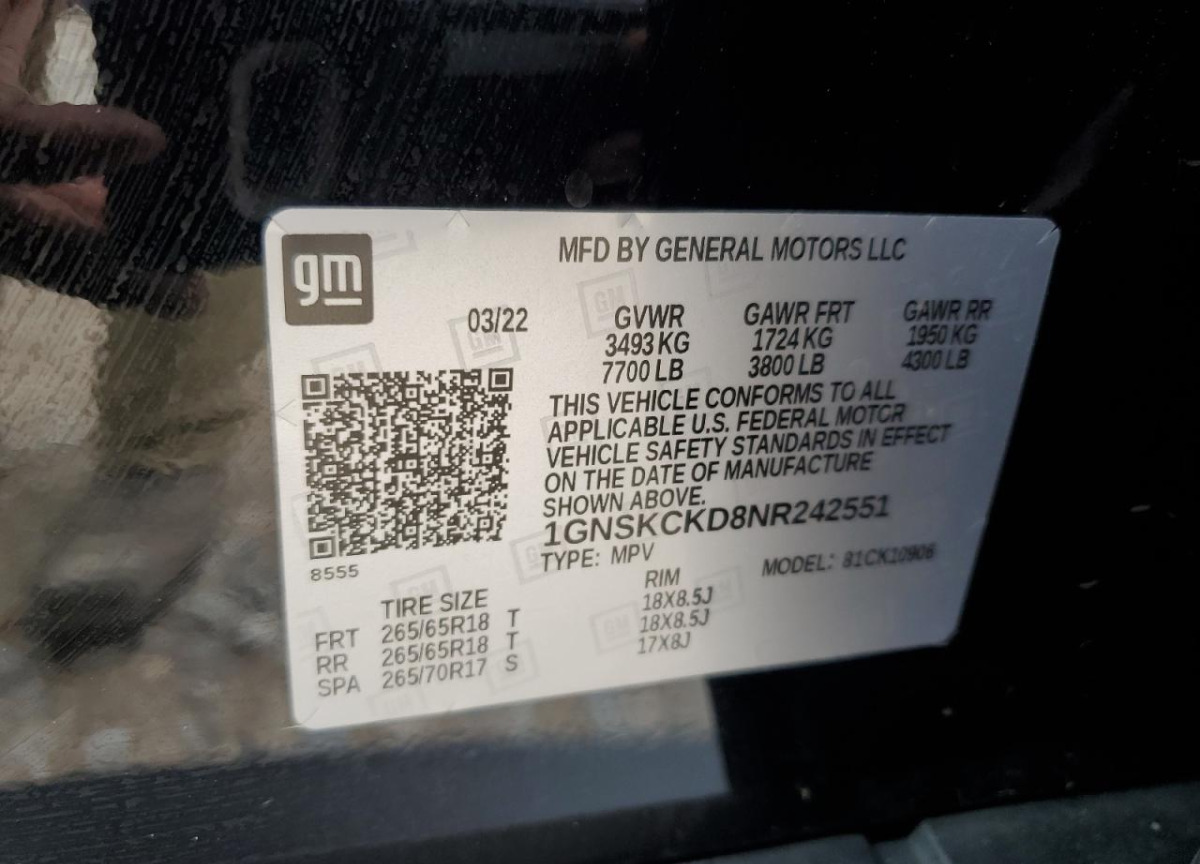 gm
MFD BY GENERAL MOTORS LLC
03/22
GVWR
3493 KG
7700 LB
GAWR FRT
1724 KG
3800 LB
GAWR RR
1950 KG
4300 LB
THIS VEHICLE CONFORMS TO ALL
APPLICABLE U.S. FEDERAL MOTOR
VEHICLE SAFETY STANDARDS IN EFFECT
ON THE DATE OF MANUFACTURE
SHOWN ABOVE.
1GNSKCKD8NR242551
TYPE: MPV
MODEL: 81CK10906
8555
TIRE SIZE
RIM
FRT 265/65R18 T 18X8.5J
RR 265/65R18 T 18X8.5J
SPA 265/70R17 S 17X8J